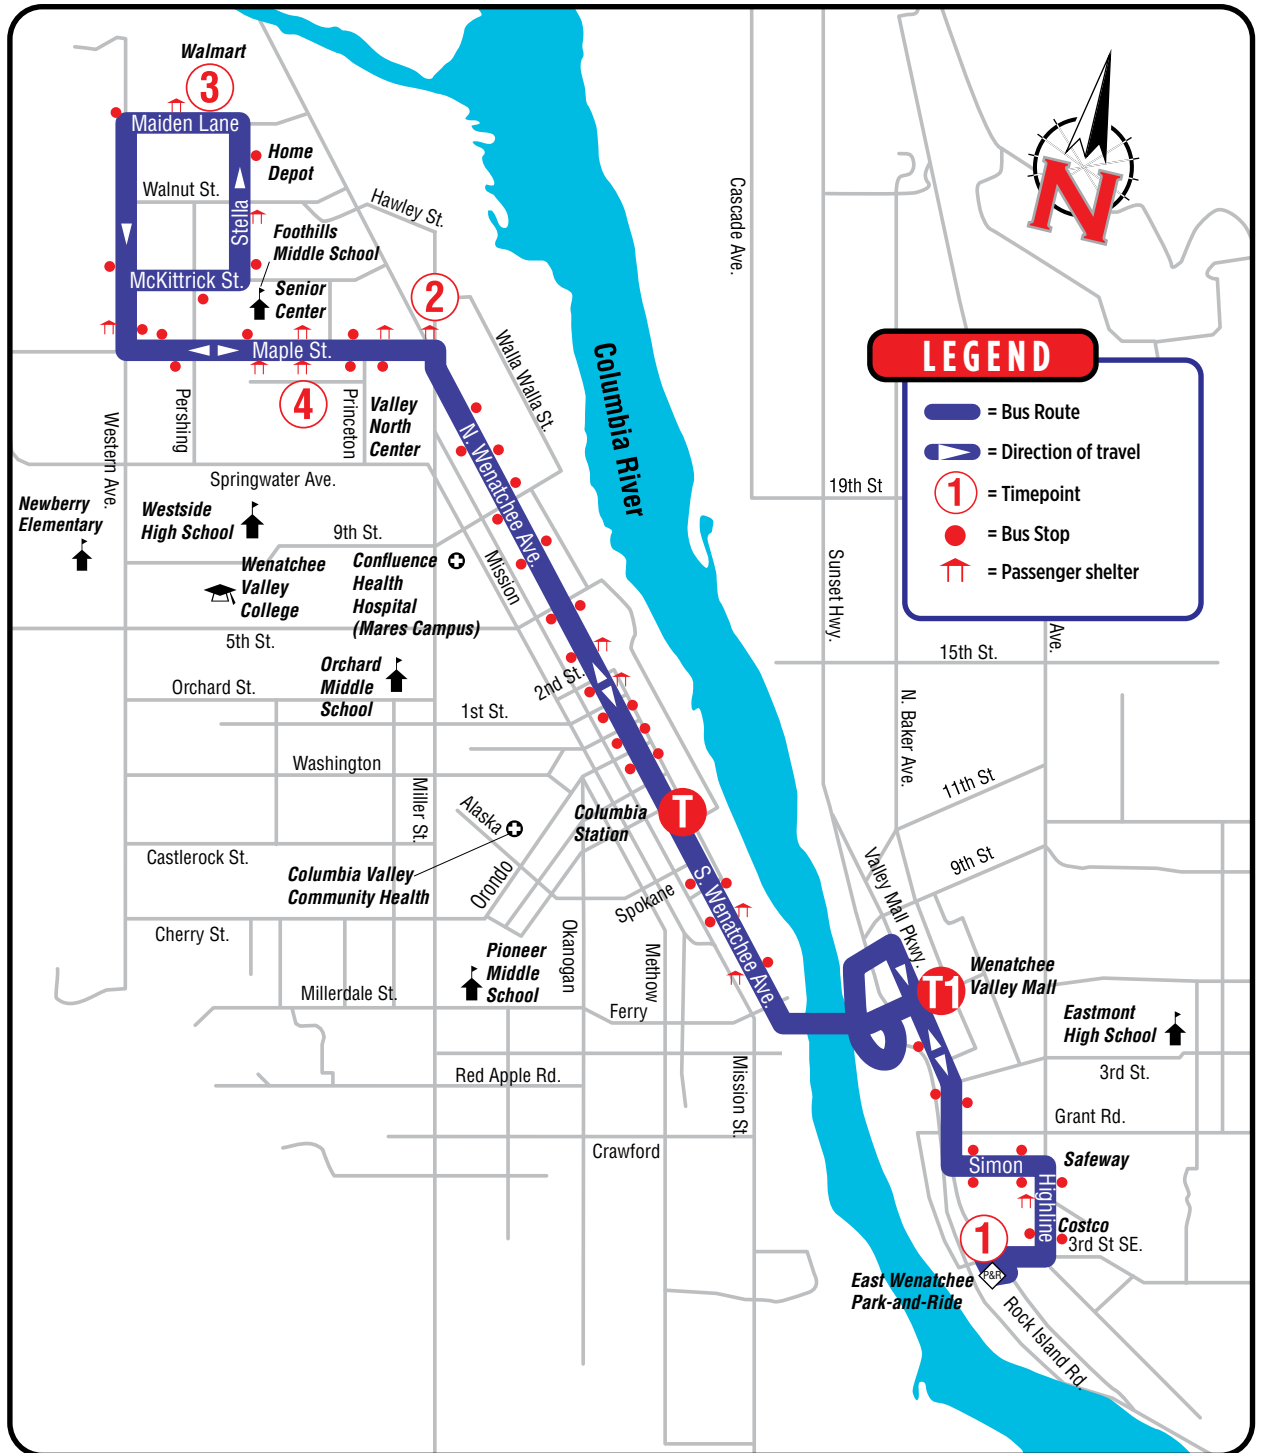 Walmart
3
Maiden Lane
Home
Depot
Walnut St.
Stella
Hawley St.
Foothills
Middle School
McKittrick St.
Senior
Center
2
Maple St.
4
Pershing
Princeton
Valley
North
Center
Western Ave.
Walla Walla St.
Columbia River
Cascade Ave.
N
LEGEND
= Bus Route
= Direction of travel
1 = Timepoint
= Bus Stop
= Passenger shelter
N. Wenatchee Ave.
Springwater Ave.
19th St
Newberry
Elementary
Westside
High School
9th St.
Wenatchee
Valley
College
Confluence
Health
Hospital
(Mares Campus)
Mission
Sunset Hwy.
Ave.
5th St.
15th St.
Orchard
Middle
School
Orchard St.
2nd St.
1st St.
N. Baker Ave.
Washington
11th St
Miller St.
Alaska
Columbia
Station
T
Castlerock St.
Columbia Valley
Community Health
Orondo
Spokane
S. Wenatchee Ave.
Valley Mall Pkwy.
9th St
Cherry St.
Okanogan
Methow
Pioneer
Middle
School
Wenatchee
Valley Mall
T1
Millerdale St.
Ferry
Eastmont
High School
Red Apple Rd.
Mission St.
3rd St.
Grant Rd.
Crawford
Simon
Safeway
Highline
Costco
3rd St SE.
1
P&R
East Wenatchee
Park-and-Ride
Rock Island Rd.